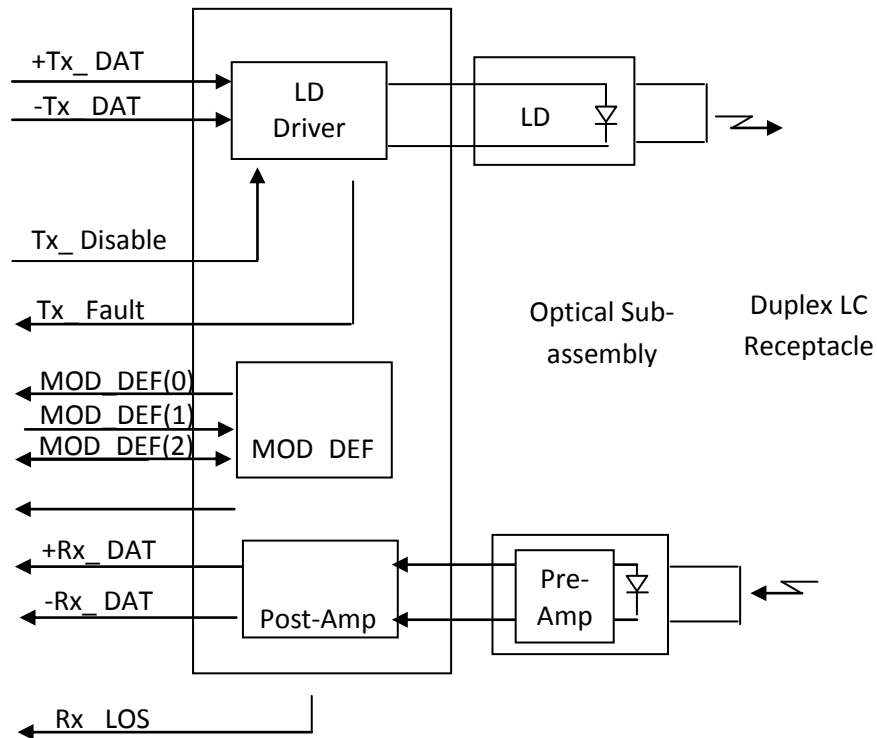 +Tx_ DAT
-Tx_ DAT
LD
Driver
LD
Tx_ Disable
Tx_ Fault
Optical Sub-
assembly
Duplex LC
Receptacle
MOD_DEF(0)
MOD_DEF(1)
MOD_DEF(2)
MOD DEF
+Rx_ DAT
-Rx_ DAT
Post-Amp
Pre-
Amp
Rx_ LOS